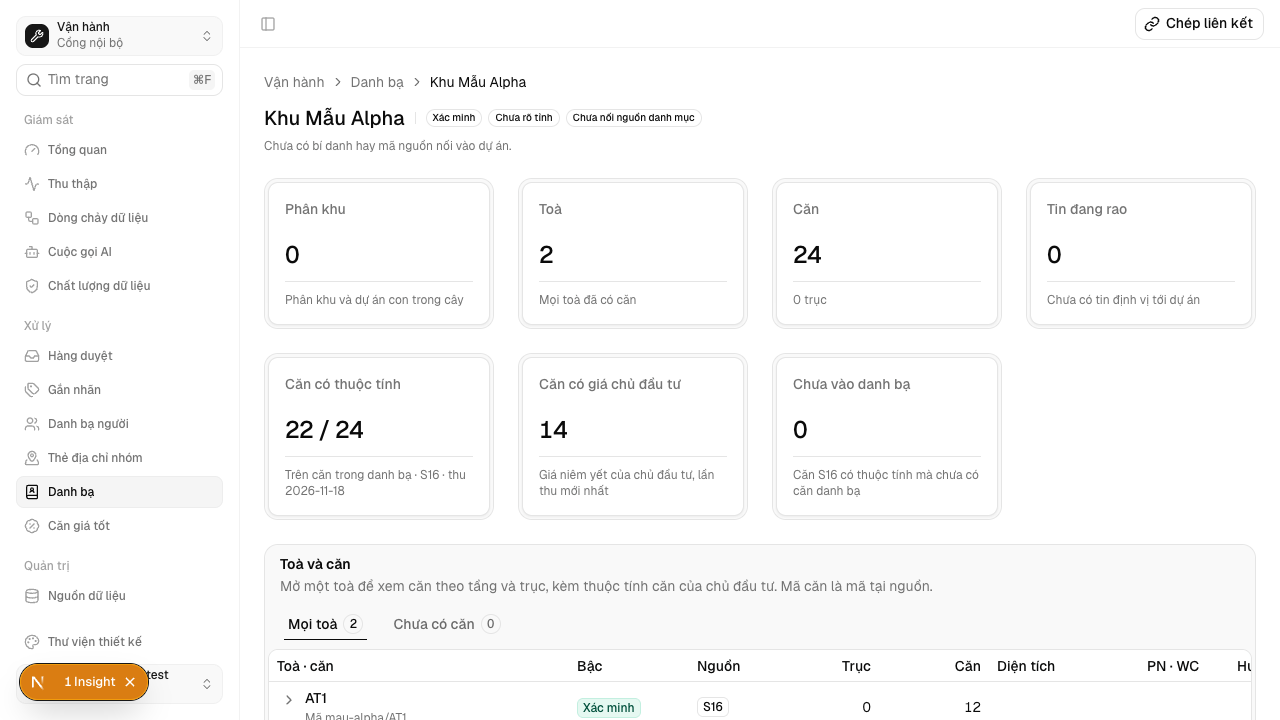 Vận hành
Cổng nội bộ
Tìm trang
⌘F
Giám sát
Tổng quan
Thu thập
Dòng chảy dữ liệu
Cuộc gọi AI
Chất lượng dữ liệu
Xử lý
Hàng duyệt
Gắn nhãn
Danh bạ người
Thẻ địa chỉ nhóm
Danh bạ
Căn giá tốt
Quản trị
Nguồn dữ liệu
Thư viện thiết kế
test
1 Insight
Chép liên kết
Vận hành > Danh bạ > Khu Mẫu Alpha
Khu Mẫu Alpha
Xác minh
Chưa rõ tỉnh
Chưa nối nguồn danh mục
Chưa có bí danh hay mã nguồn nối vào dự án.
Phân khu
0
Phân khu và dự án con trong cây
Toà
2
Mọi toà đã có căn
Căn
24
0 trục
Tin đang rao
0
Chưa có tin định vị tới dự án
Căn có thuộc tính
22 / 24
Trên căn trong danh bạ · S16 · thu
2026-11-18
Căn có giá chủ đầu tư
14
Giá niêm yết của chủ đầu tư, lần
thu mới nhất
Chưa vào danh bạ
0
Căn S16 có thuộc tính mà chưa có
căn danh bạ
Toà và căn
Mở một toà để xem căn theo tầng và trục, kèm thuộc tính căn của chủ đầu tư. Mã căn là mã tại nguồn.
Mọi toà 2
Chưa có căn 0
Toà · căn
Bậc
Nguồn
Trục
Căn
Diện tích
PN · WC
AT1
Xác minh
S16
0
12
Mã mau-alpha/AT1